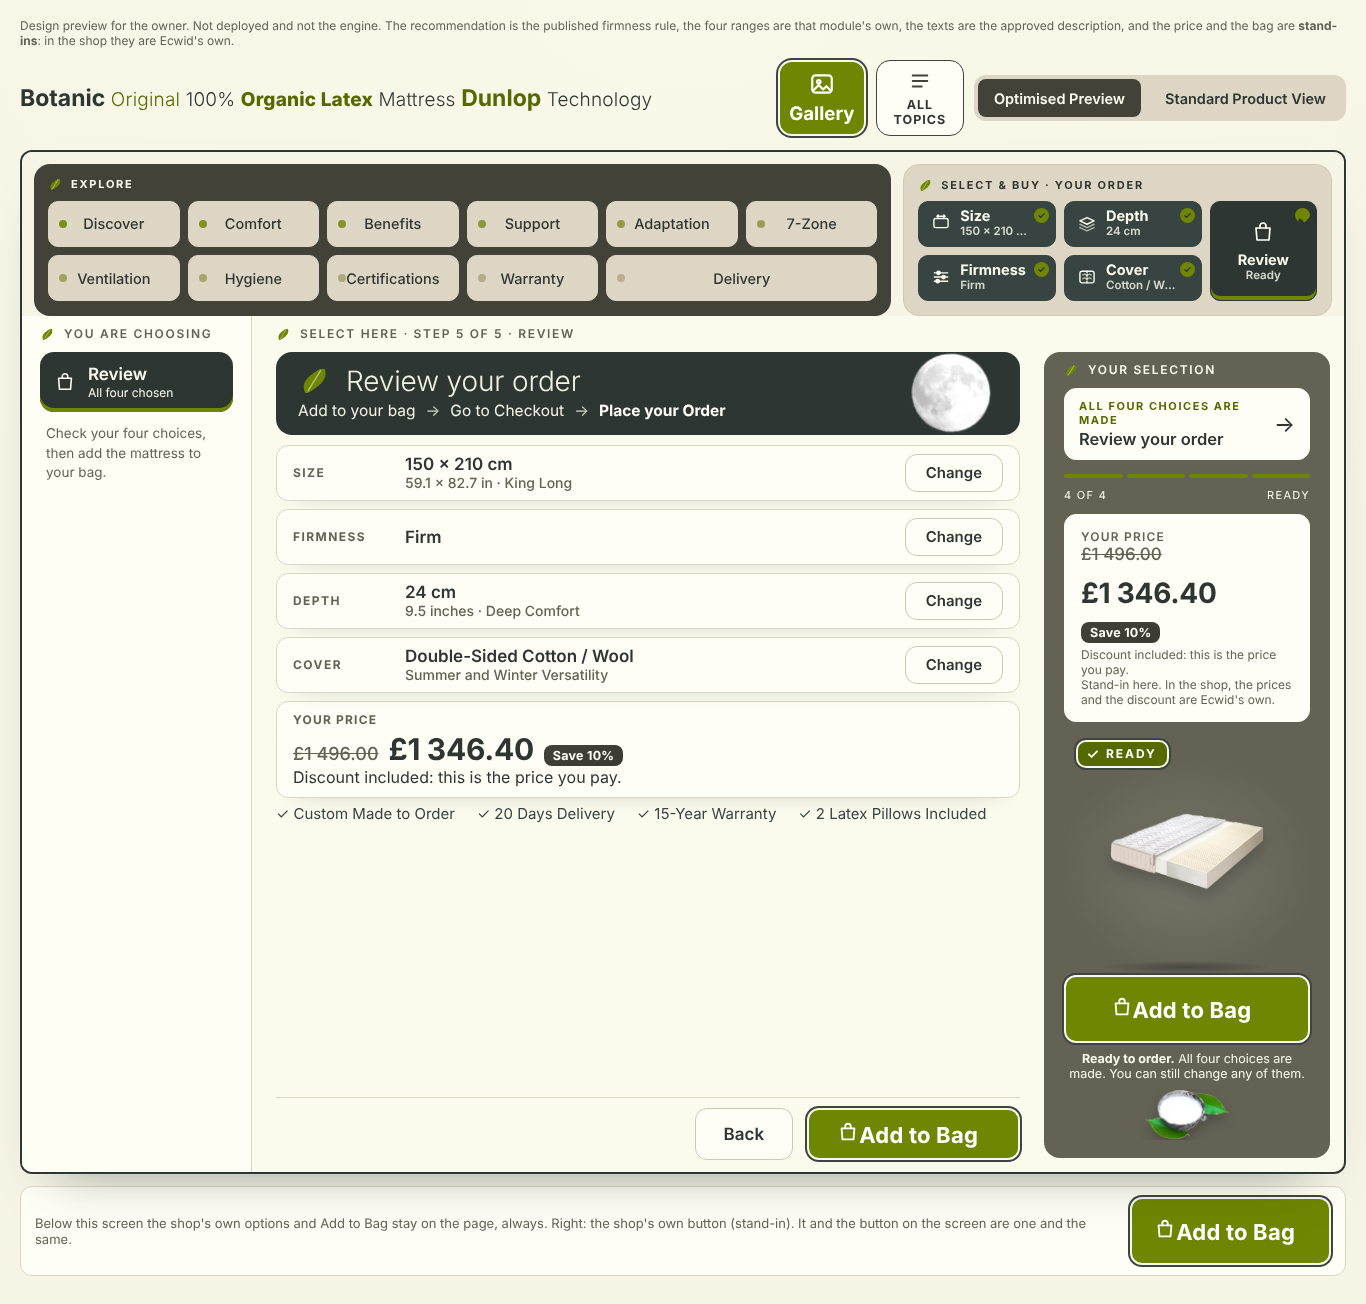 Design preview for the owner. Not deployed and not the engine. The recommendation is the published firmness rule, the four ranges are that module's own, the texts are the approved description, and the price and the bag are stand-
ins: in the shop they are Ecwid's own.
Botanic Original 100% Organic Latex Mattress Dunlop Technology
Gallery
ALL
TOPICS
Optimised Preview
Standard Product View
EXPLORE
Discover
Comfort
Benefits
Support
Adaptation
7-Zone
Ventilation
Hygiene
Certifications
Warranty
Delivery
SELECT & BUY · YOUR ORDER
Size
150 × 210 ...
Depth
24 cm
Firmness
Firm
Cover
Cotton / W...
Review
Ready
YOU ARE CHOOSING
Review
All four chosen
Check your four choices,
then add the mattress to
your bag.
SELECT HERE · STEP 5 OF 5 · REVIEW
Review your order
Add to your bag → Go to Checkout → Place your Order
SIZE
150 × 210 cm
59.1 × 82.7 in · King Long
Change
FIRMNESS
Firm
Change
DEPTH
24 cm
9.5 inches · Deep Comfort
Change
COVER
Double-Sided Cotton / Wool
Summer and Winter Versatility
Change
YOUR PRICE
£1 496.00 £1 346.40 Save 10%
Discount included: this is the price you pay.
✓ Custom Made to Order ✓ 20 Days Delivery ✓ 15-Year Warranty ✓ 2 Latex Pillows Included
Back
Add to Bag
YOUR SELECTION
ALL FOUR CHOICES ARE
MADE
Review your order →
4 OF 4
READY
YOUR PRICE
£1 496.00
£1 346.40
Save 10%
Discount included: this is the price
you pay.
Stand-in here. In the shop, the prices
and the discount are Ecwid's own.
✓ READY
Add to Bag
Ready to order. All four choices are
made. You can still change any of them.
Below this screen the shop's own options and Add to Bag stay on the page, always. Right: the shop's own button (stand-in). It and the button on the screen are one and the
same.
Add to Bag